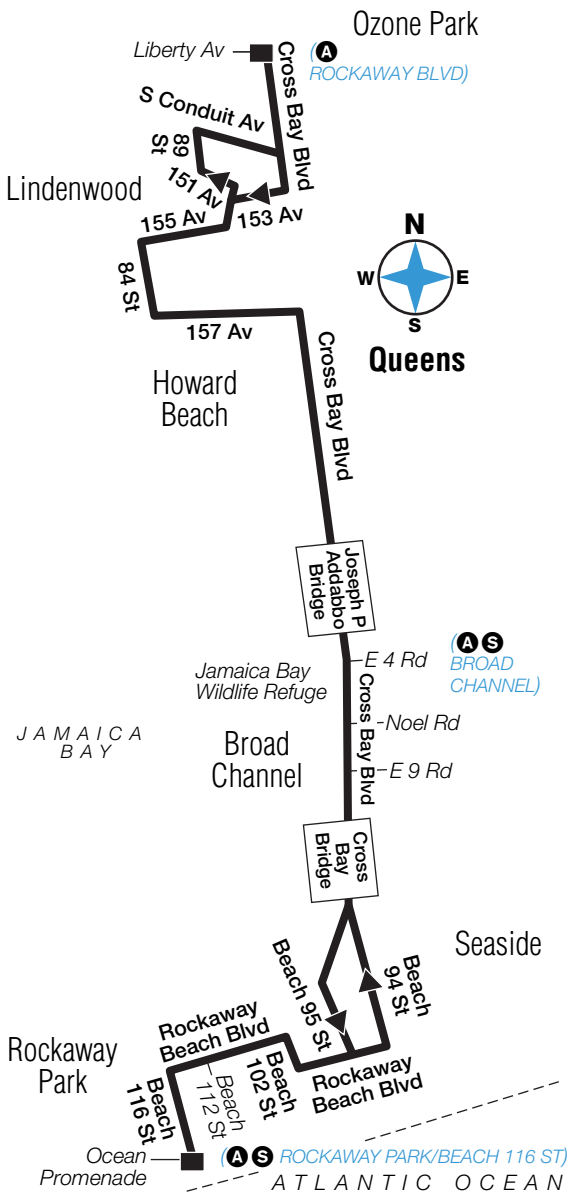 Ozone Park
Liberty Av
(A
ROCKAWAY BLVD)
Cross Bay Blvd
S Conduit Av
89
St
151 Av
Lindenwood
153 Av
155 Av
84 St
157 Av
N
W
E
S
Queens
Howard
Beach
Cross Bay Blvd
Joseph P
Addabbo
Bridge
E 4 Rd
(A S
BROAD
CHANNEL)
Jamaica Bay
Wildlife Refuge
Cross Bay Blvd
Noel Rd
JAMAICA
BAY
Broad
Channel
E 9 Rd
Cross
Bay
Bridge
Seaside
Beach 95 St
Beach
94 St
Rockaway
Beach Blvd
Rockaway
Park
Beach
116 St
Beach
112 St
Beach
102 St
Rockaway
Beach Blvd
Ocean
Promenade
(A S ROCKAWAY PARK/BEACH 116 ST)
ATLANTIC OCEAN